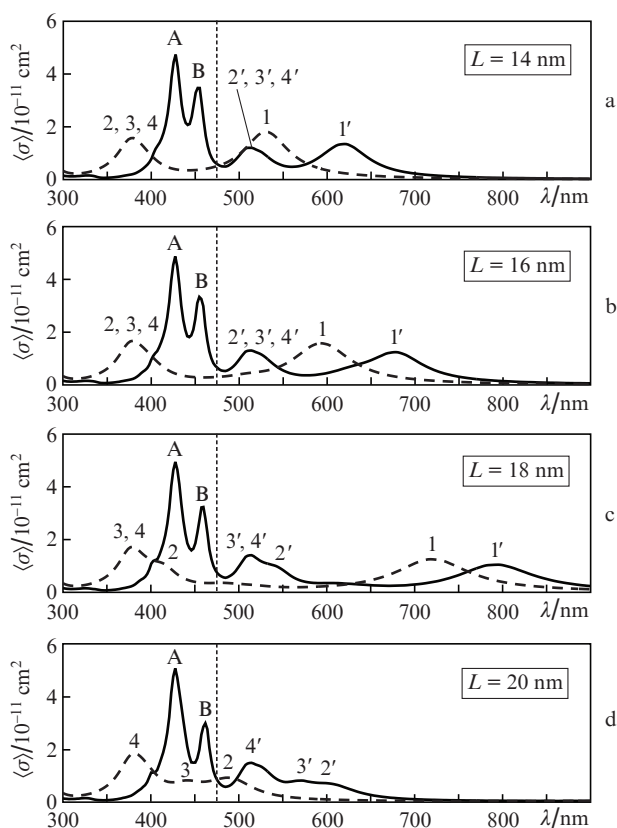 ⟨σ⟩/10⁻¹¹ cm²
6
4
2
0
A
B
2, 3, 4
2′, 3′, 4′
1
1′
L = 14 nm
a
300 400 500 600 700 800 λ/nm
⟨σ⟩/10⁻¹¹ cm²
6
4
2
0
A
B
2, 3, 4
2′, 3′, 4′
1
1′
L = 16 nm
b
300 400 500 600 700 800 λ/nm
⟨σ⟩/10⁻¹¹ cm²
6
4
2
0
A
B
3, 4
2
3′, 4′
2′
1
1′
L = 18 nm
c
300 400 500 600 700 800 λ/nm
⟨σ⟩/10⁻¹¹ cm²
6
4
2
0
A
B
4
3
2
4′
3′
2′
L = 20 nm
d
300 400 500 600 700 800 λ/nm